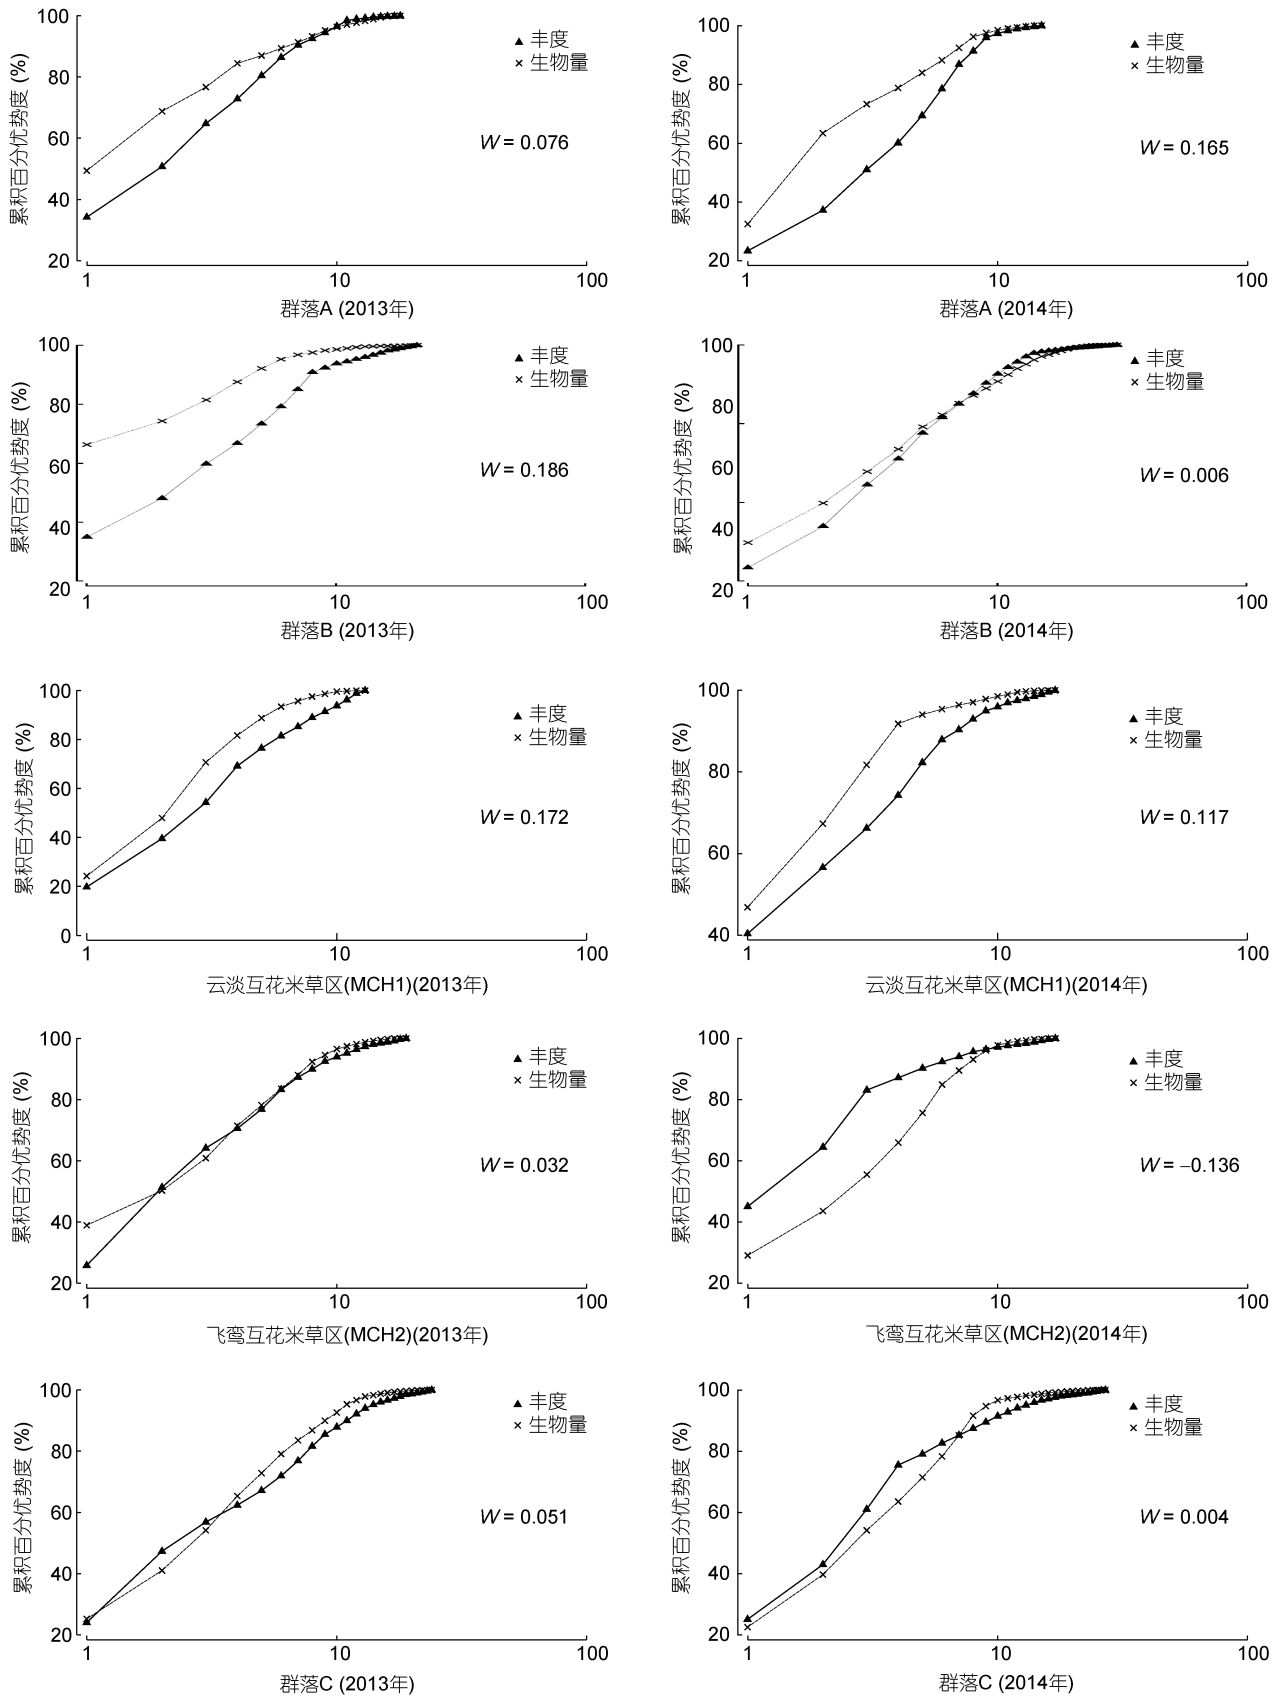 累积百分优势度 (%)
100
80
60
40
20
1
10
100
▲ 丰度
× 生物量
W = 0.076
群落A (2013年)
累积百分优势度 (%)
100
80
60
40
20
1
10
100
▲ 丰度
× 生物量
W = 0.165
群落A (2014年)
累积百分优势度 (%)
100
80
60
40
20
1
10
100
▲ 丰度
× 生物量
W = 0.186
群落B (2013年)
累积百分优势度 (%)
100
80
60
40
20
1
10
100
▲ 丰度
× 生物量
W = 0.006
群落B (2014年)
累积百分优势度 (%)
100
80
60
40
20
0
1
10
100
▲ 丰度
× 生物量
W = 0.172
云淡互花米草区(MCH1)(2013年)
累积百分优势度 (%)
100
80
60
40
1
10
100
▲ 丰度
× 生物量
W = 0.117
云淡互花米草区(MCH1)(2014年)
累积百分优势度 (%)
100
80
60
40
20
1
10
100
▲ 丰度
× 生物量
W = 0.032
飞鸾互花米草区(MCH2)(2013年)
累积百分优势度 (%)
100
80
60
40
20
1
10
100
▲ 丰度
× 生物量
W = –0.136
飞鸾互花米草区(MCH2)(2014年)
累积百分优势度 (%)
100
80
60
40
20
1
10
100
▲ 丰度
× 生物量
W = 0.051
群落C (2013年)
累积百分优势度 (%)
100
80
60
40
20
1
10
100
▲ 丰度
× 生物量
W = 0.004
群落C (2014年)